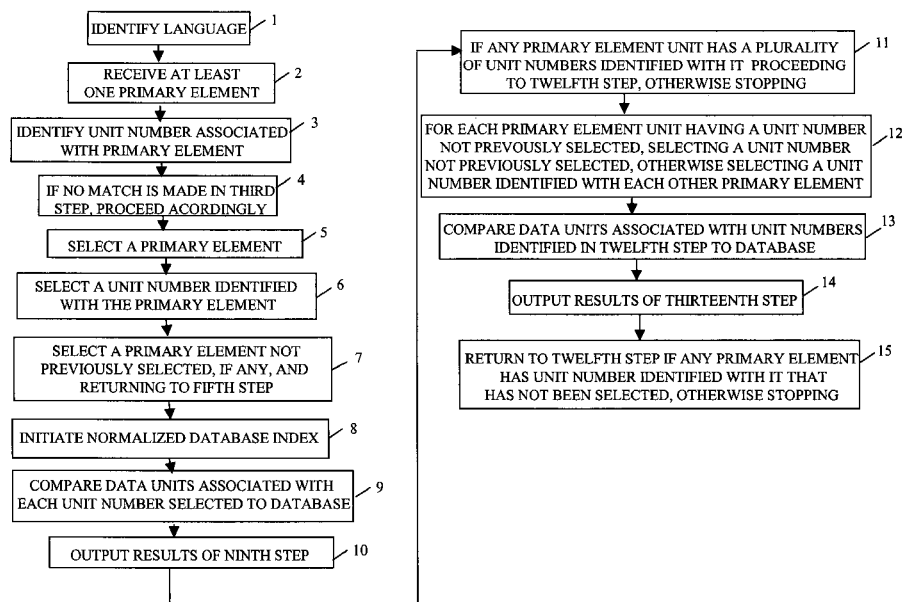 IDENTIFY LANGUAGE
1
RECEIVE AT LEAST
ONE PRIMARY ELEMENT
2
IDENTIFY UNIT NUMBER ASSOCIATED
WITH PRIMARY ELEMENT
3
IF NO MATCH IS MADE IN THIRD
STEP, PROCEED ACORDINGLY
4
SELECT A PRIMARY ELEMENT
5
SELECT A UNIT NUMBER IDENTIFIED
WITH THE PRIMARY ELEMENT
6
SELECT A PRIMARY ELEMENT NOT
PREVIOUSLY SELECTED, IF ANY, AND
RETURNING TO FIFTH STEP
7
INITIATE NORMALIZED DATABASE INDEX
8
COMPARE DATA UNITS ASSOCIATED WITH
EACH UNIT NUMBER SELECTED TO DATABASE
9
OUTPUT RESULTS OF NINTH STEP
10
IF ANY PRIMARY ELEMENT UNIT HAS A PLURALITY
OF UNIT NUMBERS IDENTIFIED WITH IT PROCEEDING
TO TWELFTH STEP, OTHERWISE STOPPING
11
FOR EACH PRIMARY ELEMENT UNIT HAVING A UNIT NUMBER
NOT PREVOUSLY SELECTED, SELECTING A UNIT NUMBER
NOT PREVIOUSLY SELECTED, OTHERWISE SELECTING A UNIT
NUMBER IDENTIFIED WITH EACH OTHER PRIMARY ELEMENT
12
COMPARE DATA UNITS ASSOCIATED WITH UNIT NUMBERS
IDENTIFIED IN TWELFTH STEP TO DATABASE
13
OUTPUT RESULTS OF THIRTEENTH STEP
14
RETURN TO TWELFTH STEP IF ANY PRIMARY ELEMENT
HAS UNIT NUMBER IDENTIFIED WITH IT THAT
HAS NOT BEEN SELECTED, OTHERWISE STOPPING
15